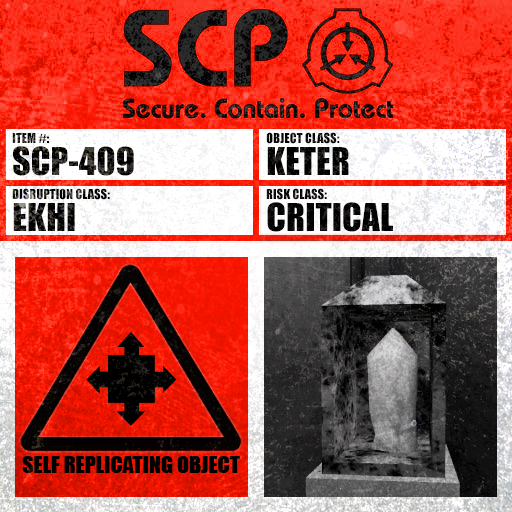 SCP
Secure. Contain. Protect
ITEM #:
SCP-409
OBJECT CLASS:
KETER
DISRUPTION CLASS:
EKHI
RISK CLASS:
CRITICAL
SELF REPLICATING OBJECT